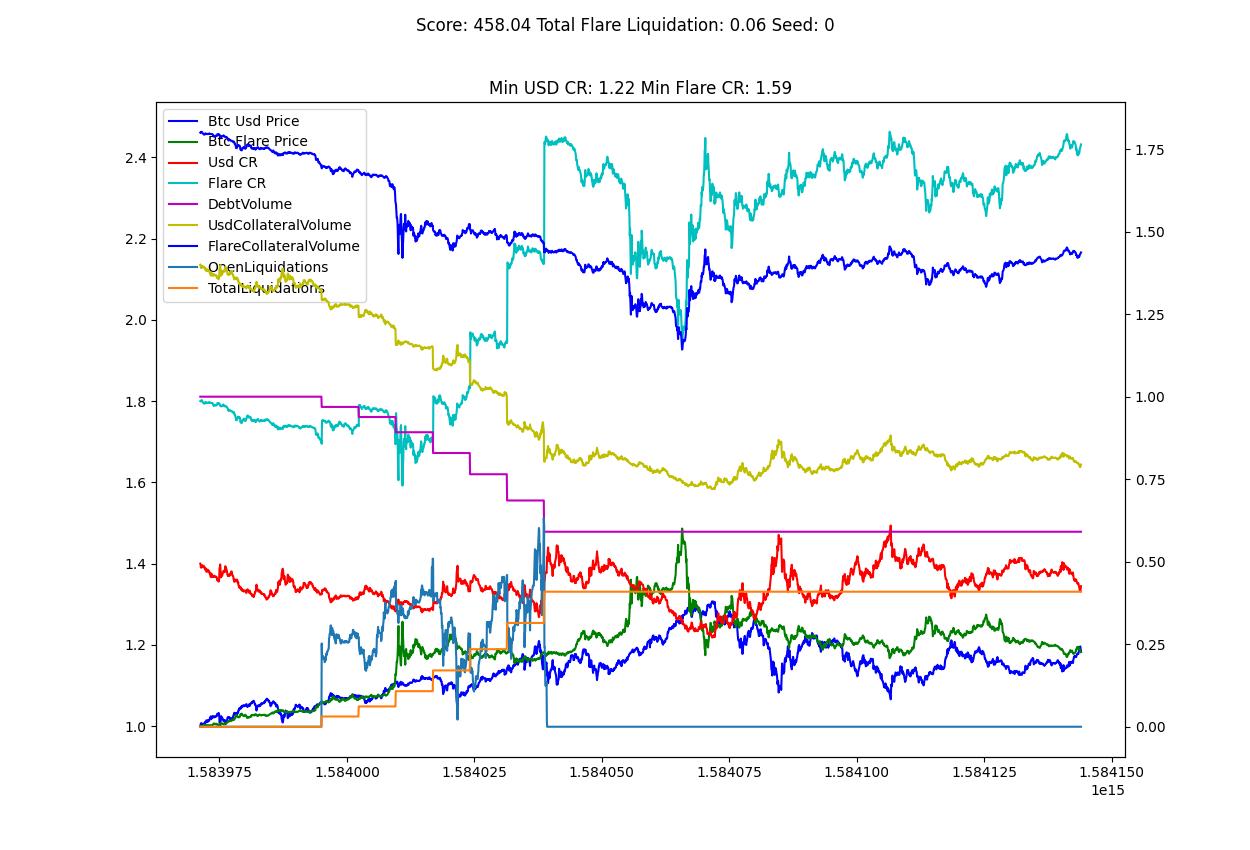 Score: 458.04 Total Flare Liquidation: 0.06 Seed: 0
Min USD CR: 1.22 Min Flare CR: 1.59
Btc Usd Price
Btc Flare Price
Usd CR
Flare CR
DebtVolume
UsdCollateralVolume
FlareCollateralVolume
OpenLiquidations
TotalLiquidations
2.4
2.2
2.0
1.8
1.6
1.4
1.2
1.0
1.75
1.50
1.25
1.00
0.75
0.50
0.25
0.00
1.583975 1.584000 1.584025 1.584050 1.584075 1.584100 1.584125 1.584150
1e15